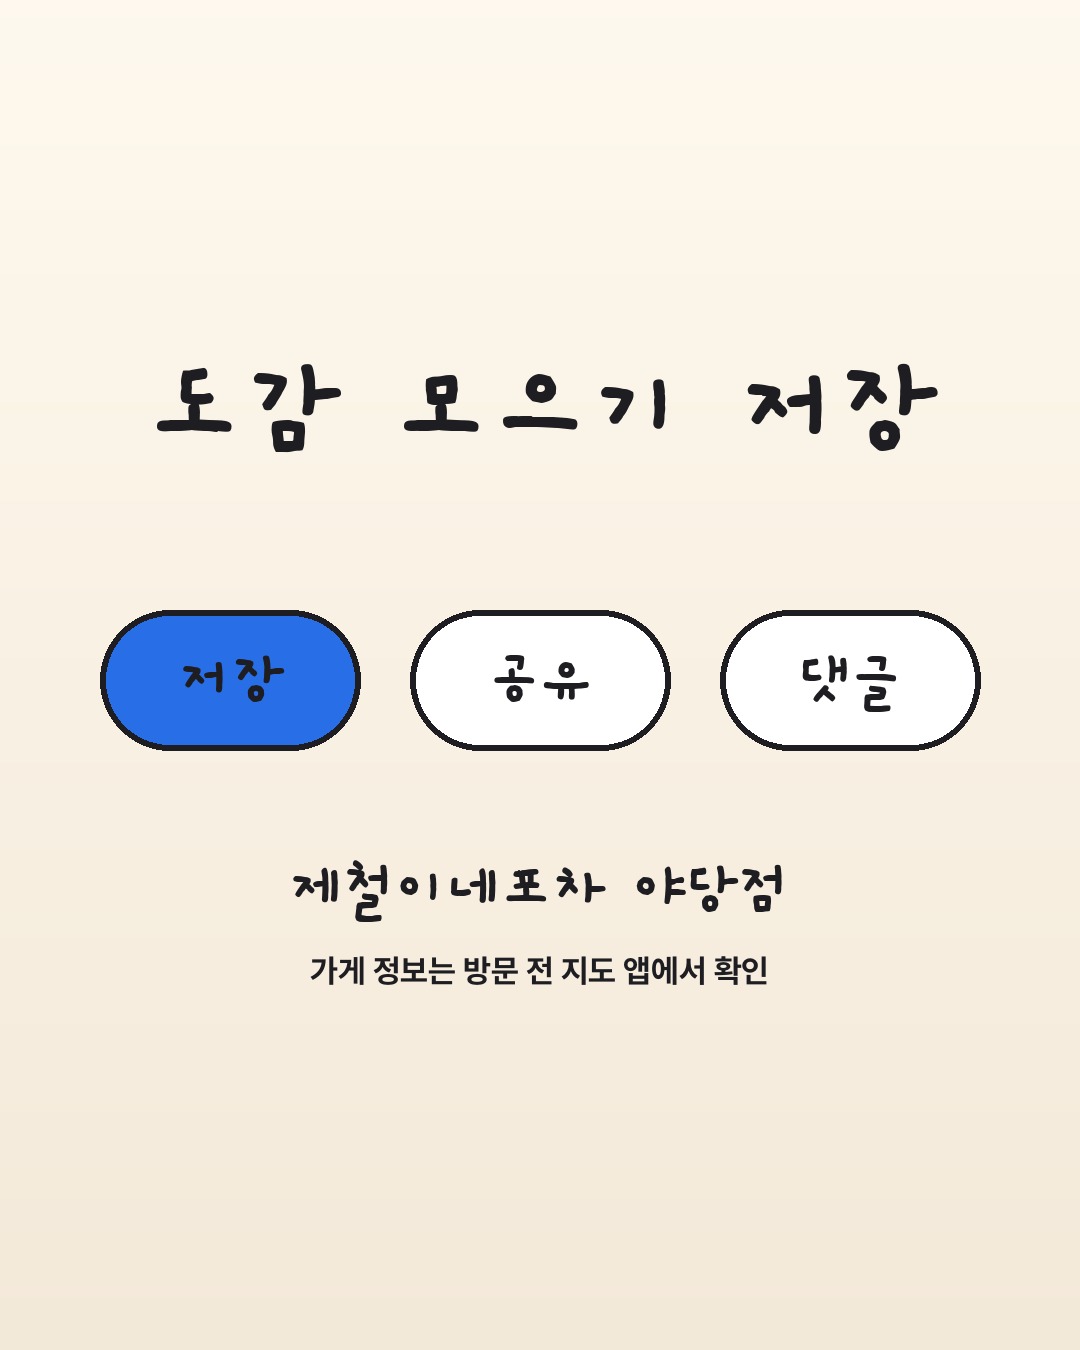 도감 모으기 저장
저장 공유 댓글
제철이네포차 야당점
가게 정보는 방문 전 지도 앱에서 확인